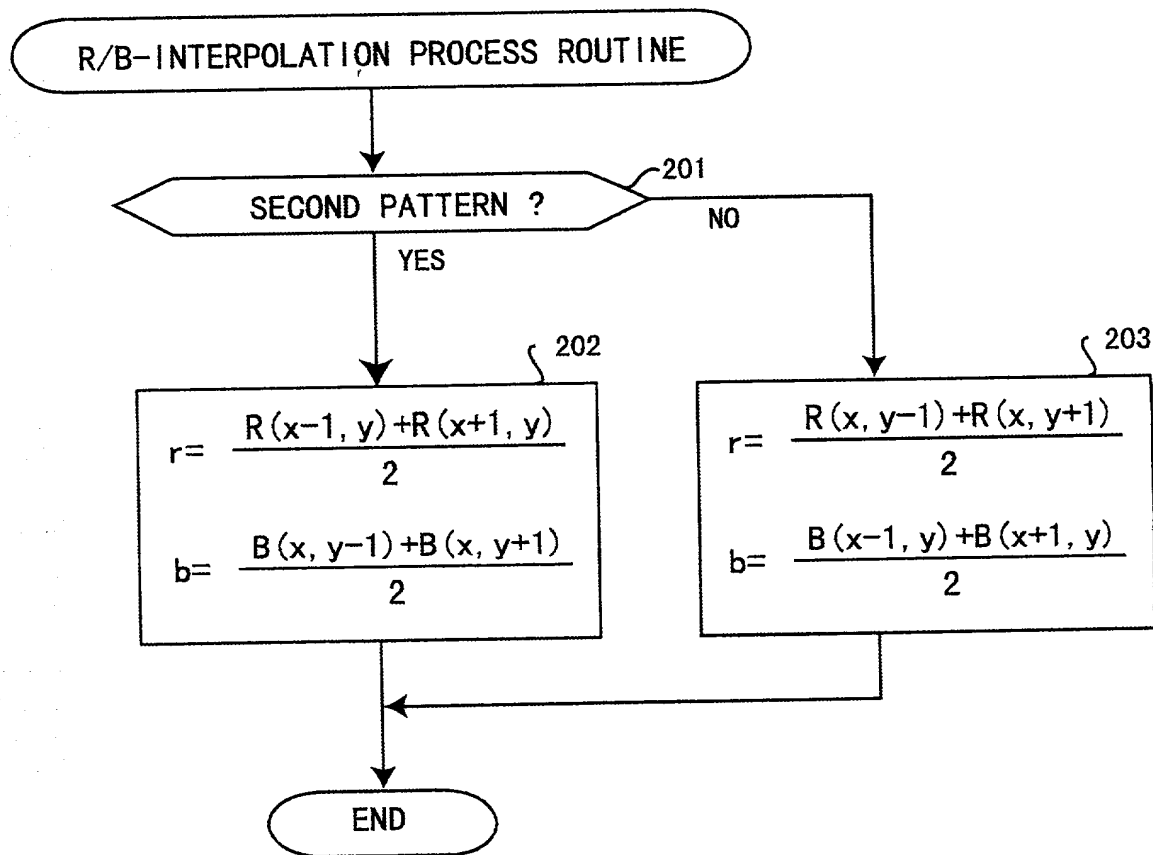 R/B-INTERPOLATION PROCESS ROUTINE
201
SECOND PATTERN ?
NO
YES
202
203
r= R(x-1, y)+R(x+1, y)
2
b= B(x, y-1)+B(x, y+1)
2
r= R(x, y-1)+R(x, y+1)
2
b= B(x-1, y)+B(x+1, y)
2
END